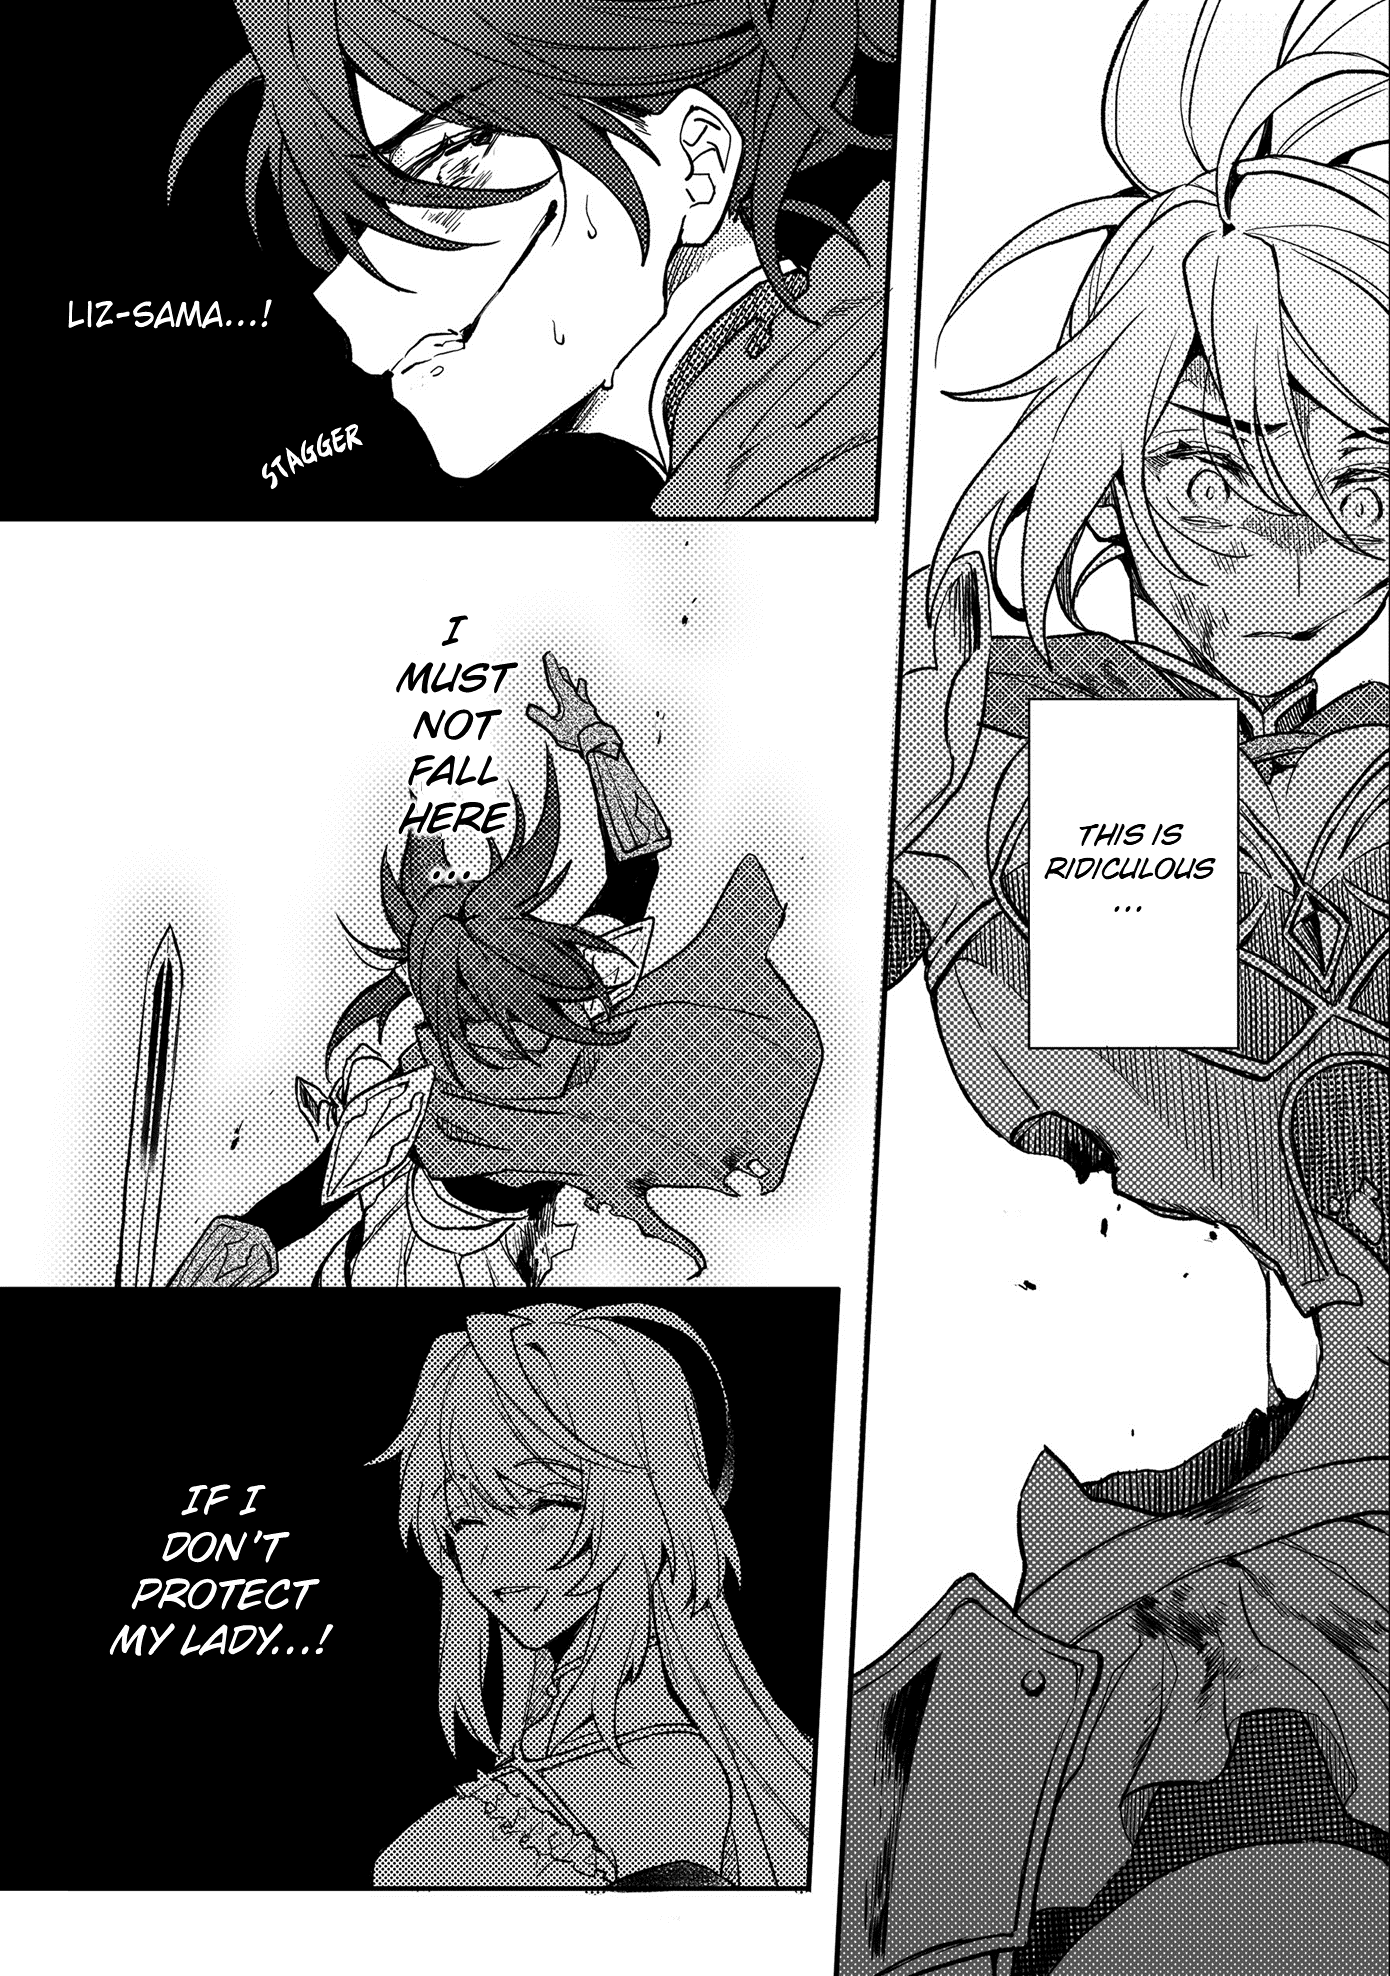 THIS IS
RIDICULOUS
...
LIZ-SAMA...!
STAGGER
I
MUST
NOT
FALL
HERE
...
IF I
DON'T
PROTECT
MY LADY...!